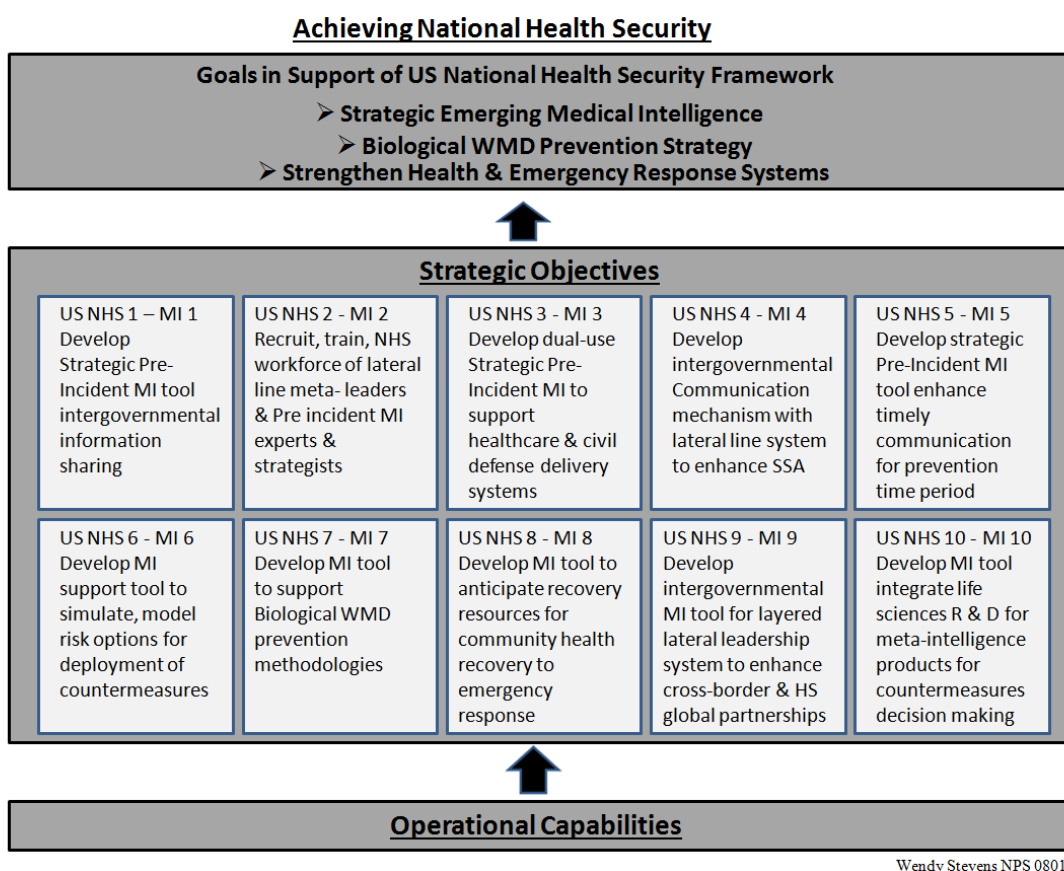 Achieving National Health Security
Goals in Support of US National Health Security Framework
➢ Strategic Emerging Medical Intelligence
➢ Biological WMD Prevention Strategy
➢ Strengthen Health & Emergency Response Systems
Strategic Objectives
US NHS 1 – MI 1
Develop
Strategic Pre-
Incident MI tool
intergovernmental
information
sharing
US NHS 2 - MI 2
Recruit, train, NHS
workforce of lateral
line meta- leaders
& Pre incident MI
experts &
strategists
US NHS 3 - MI 3
Develop dual-use
Strategic Pre-
Incident MI to
support
healthcare & civil
defense delivery
systems
US NHS 4 - MI 4
Develop
intergovernmental
Communication
mechanism with
lateral line system
to enhance SSA
US NHS 5 - MI 5
Develop strategic
Pre-Incident MI
tool enhance
timely
communication
for prevention
time period
US NHS 6 - MI 6
Develop MI
support tool to
simulate, model
risk options for
deployment of
countermeasures
US NHS 7 - MI 7
Develop MI tool
to support
Biological WMD
prevention
methodologies
US NHS 8 – MI 8
Develop MI tool to
anticipate recovery
resources for
community health
recovery to
emergency
response
US NHS 9 - MI 9
Develop
intergovernmental
MI tool for layered
lateral leadership
system to enhance
cross-border & HS
global partnerships
US NHS 10 - MI 10
Develop MI tool
integrate life
sciences R & D for
meta-intelligence
products for
countermeasures
decision making
Operational Capabilities
Wendy Stevens NPS 0801